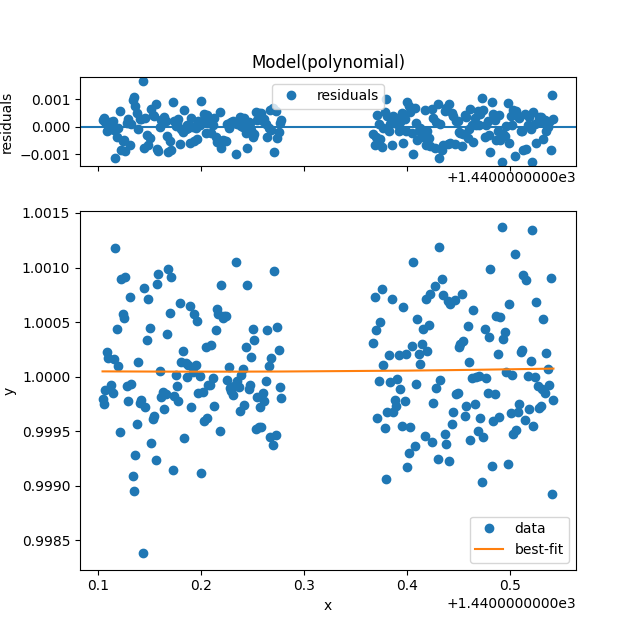 Model(polynomial)
residuals
0.001
0.000
−0.001
residuals
+1.4400000000e3
1.0015
1.0010
1.0005
1.0000
0.9995
0.9990
0.9985
y
data
best-fit
0.1 0.2 0.3 0.4 0.5
x
+1.4400000000e3